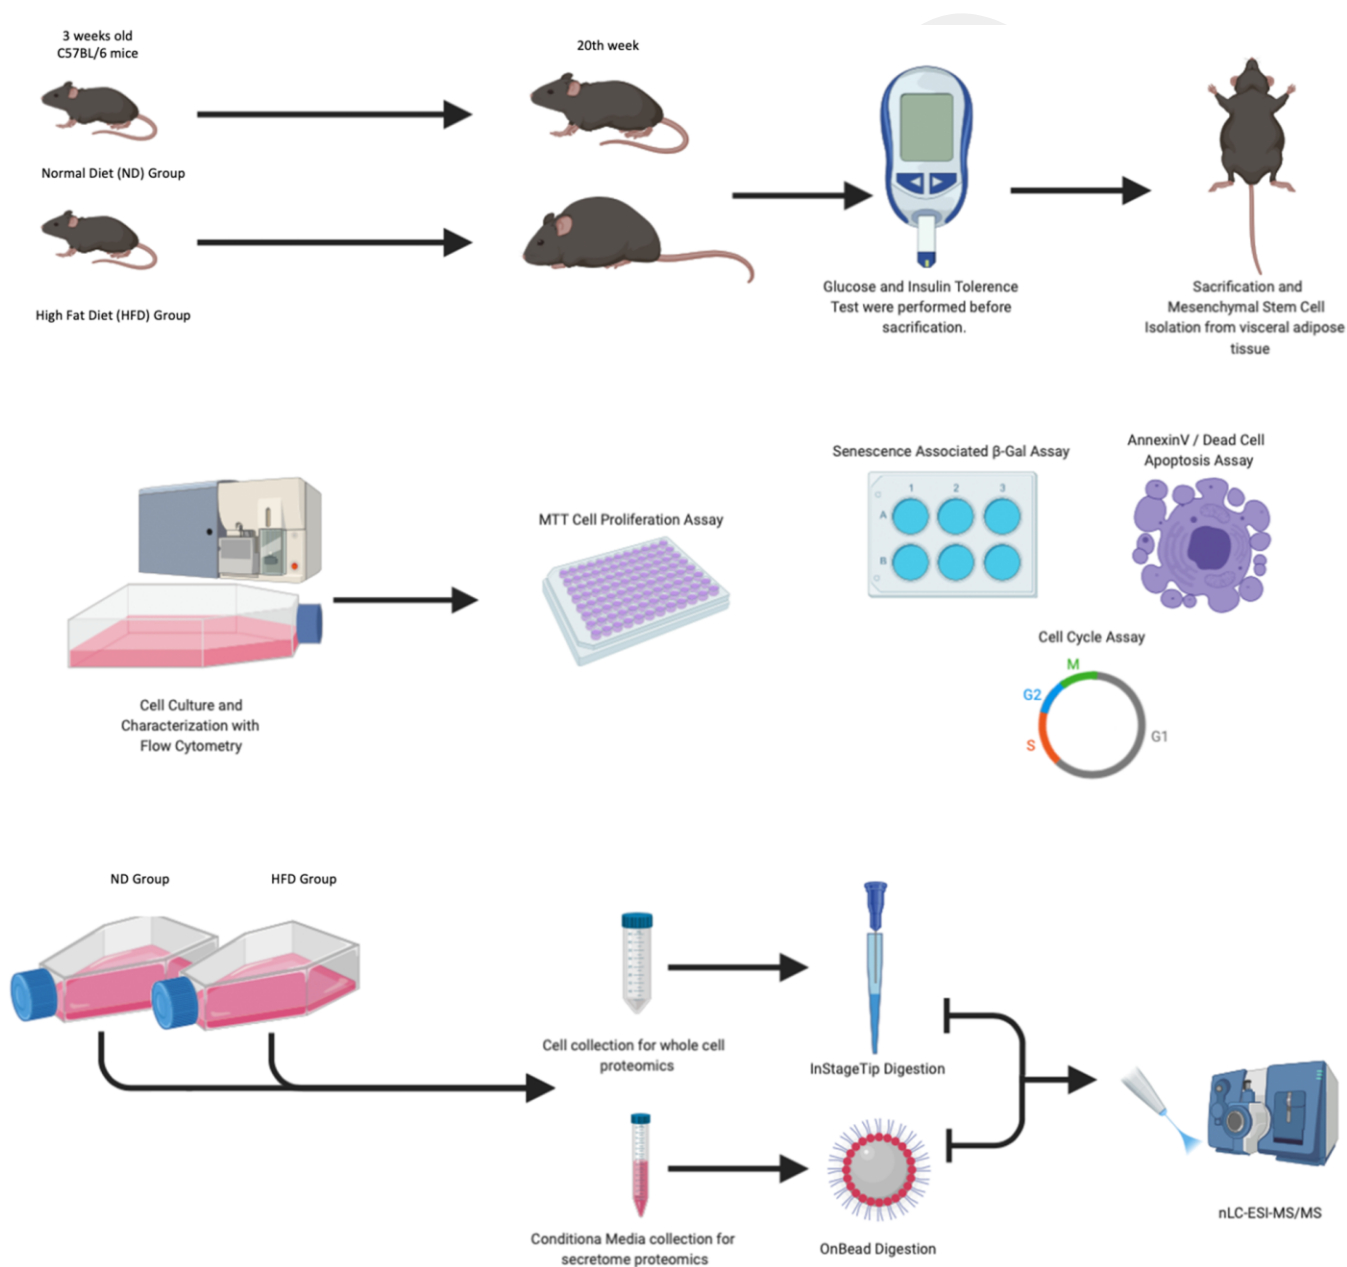 3 weeks old
C57BL/6 mice
20th week
Normal Diet (ND) Group
High Fat Diet (HFD) Group
Glucose and Insulin Tolerence
Test were performed before
sacrification.
Sacrification and
Mesenchymal Stem Cell
Isolation from visceral adipose
tissue
Cell Culture and
Characterization with
Flow Cytometry
MTT Cell Proliferation Assay
Senescence Associated β-Gal Assay
1 2 3
A
B
AnnexinV / Dead Cell
Apoptosis Assay
Cell Cycle Assay
M
G2
S
G1
ND Group
HFD Group
Cell collection for whole cell
proteomics
InStageTip Digestion
Conditiona Media collection for
secretome proteomics
OnBead Digestion
nLC-ESI-MS/MS